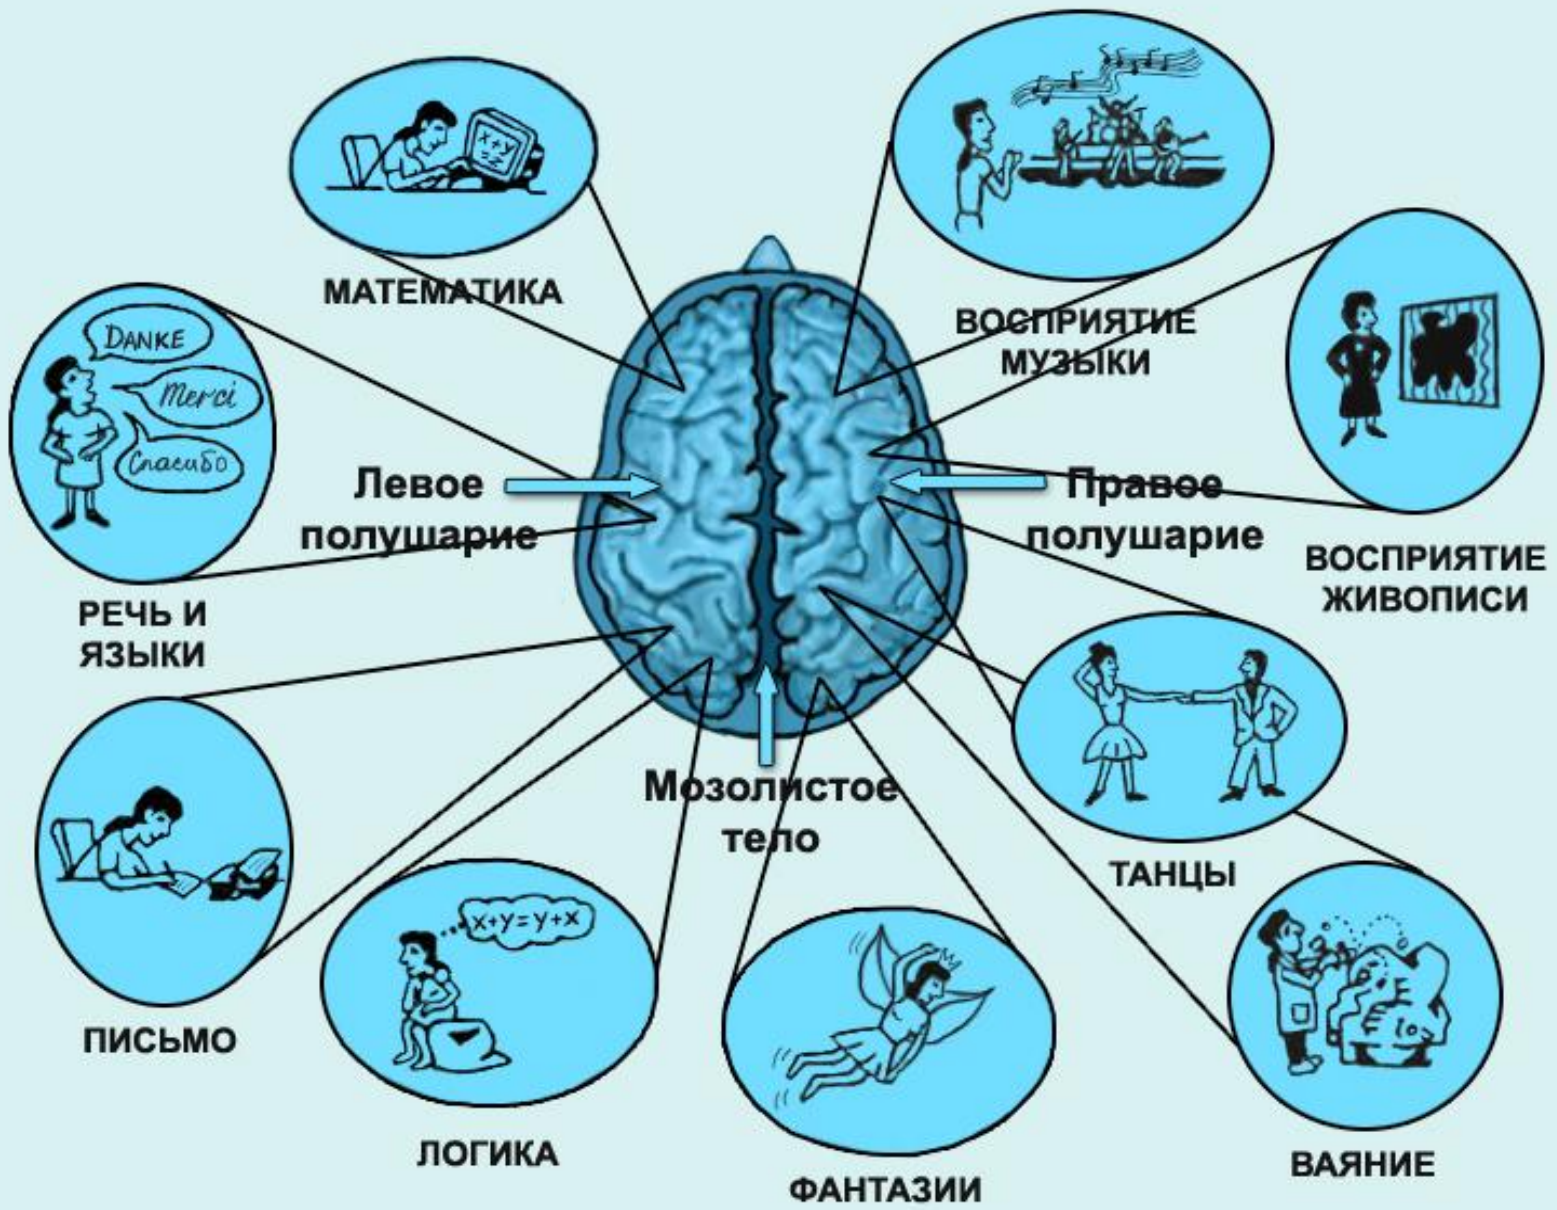 x+y
=z
МАТЕМАТИКА
ВОСПРИЯТИЕ
МУЗЫКИ
DANKE
Merci
Спасибо
РЕЧЬ И
ЯЗЫКИ
Левое
полушарие
Правое
полушарие
ВОСПРИЯТИЕ
ЖИВОПИСИ
Мозолистое
тело
ТАНЦЫ
ПИСЬМО
x+y=y+x
ЛОГИКА
ФАНТАЗИИ
ВАЯНИЕ